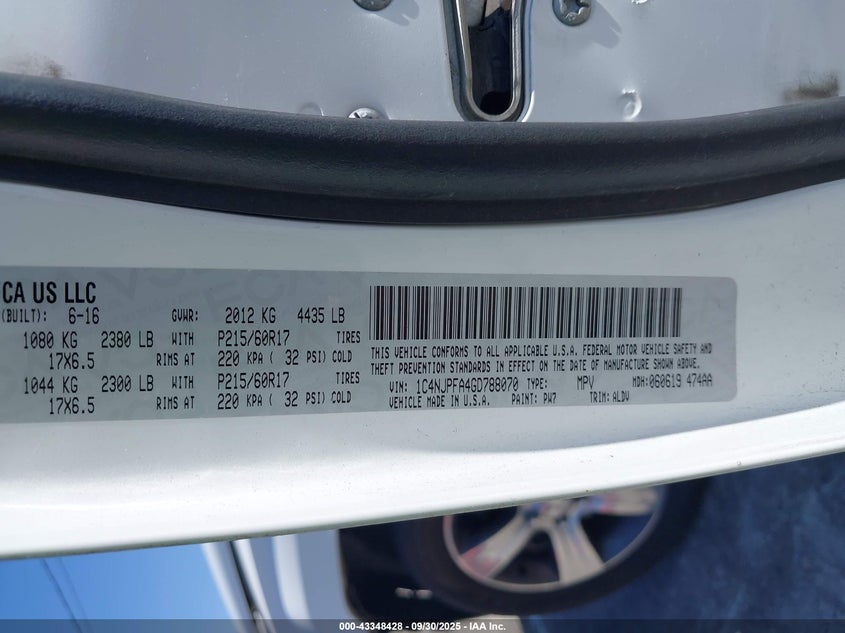 CA US LLC
(BUILT): 6-16 GVWR: 2012 KG 4435 LB
1080 KG 2380 LB WITH P215/60R17 TIRES
17X6.5 RIMS AT 220 KPA ( 32 PSI) COLD
1044 KG 2300 LB WITH P215/60R17 TIRES
17X6.5 RIMS AT 220 KPA ( 32 PSI) COLD
THIS VEHICLE CONFORMS TO ALL APPLICABLE U.S.A. FEDERAL MOTOR VEHICLE SAFETY AND
THEFT PREVENTION STANDARDS IN EFFECT ON THE DATE OF MANUFACTURE SHOWN ABOVE.
VIN: 1C4NJPFA4GD788070 TYPE: MPV MDH: 060619 474AA
VEHICLE MADE IN U.S.A. PAINT: PW7 TRIM: ALDV
000-43348428 - 09/30/2025 - IAA Inc.